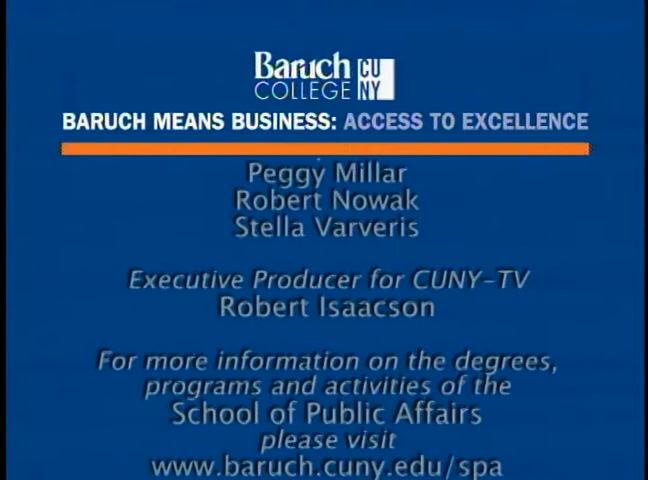 Baruch
COLLEGE
CU
NY
BARUCH MEANS BUSINESS: ACCESS TO EXCELLENCE
Peggy Millar
Robert Nowak
Stella Varveris
Executive Producer for CUNY-TV
Robert Isaacson
For more information on the degrees,
programs and activities of the
School of Public Affairs
please visit
www.baruch.cuny.edu/spa